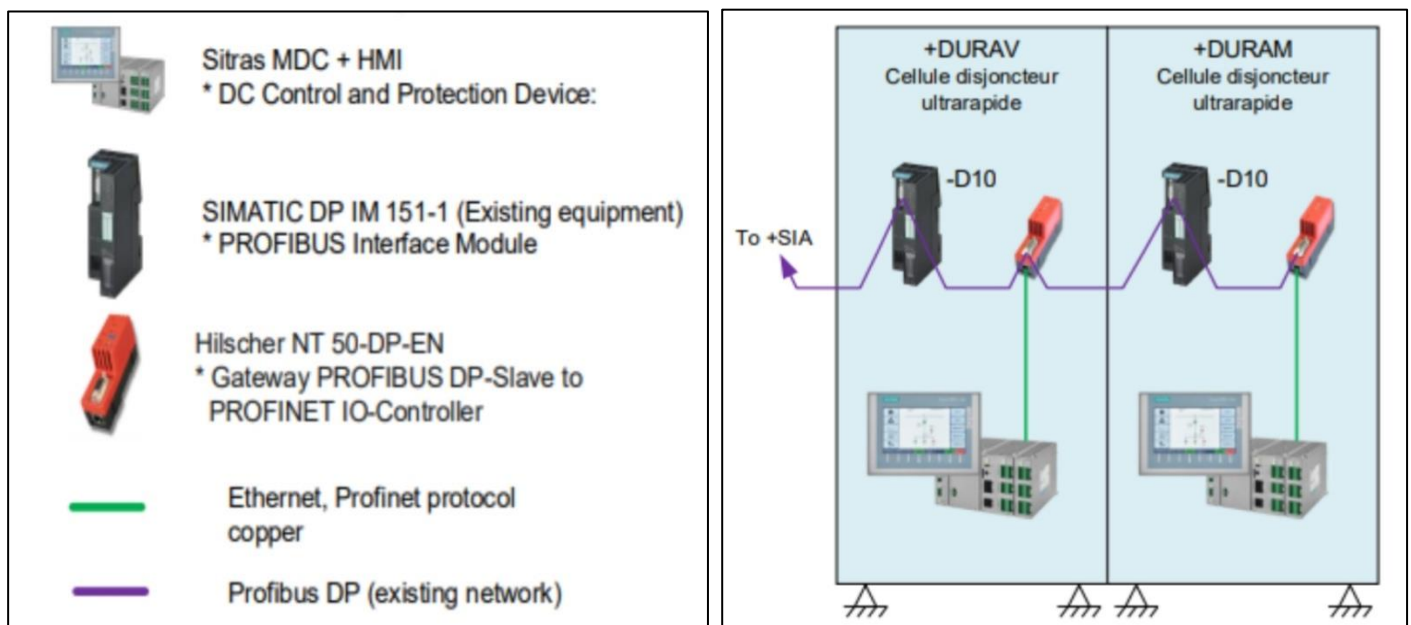 Sitras MDC + HMI
* DC Control and Protection Device:
SIMATIC DP IM 151-1 (Existing equipment)
* PROFIBUS Interface Module
Hilscher NT 50-DP-EN
* Gateway PROFIBUS DP-Slave to
PROFINET IO-Controller
Ethernet, Profinet protocol
copper
Profibus DP (existing network)
+DURAV
Cellule disjoncteur
ultrarapide
+DURAM
Cellule disjoncteur
ultrarapide
-D10
-D10
To +SIA